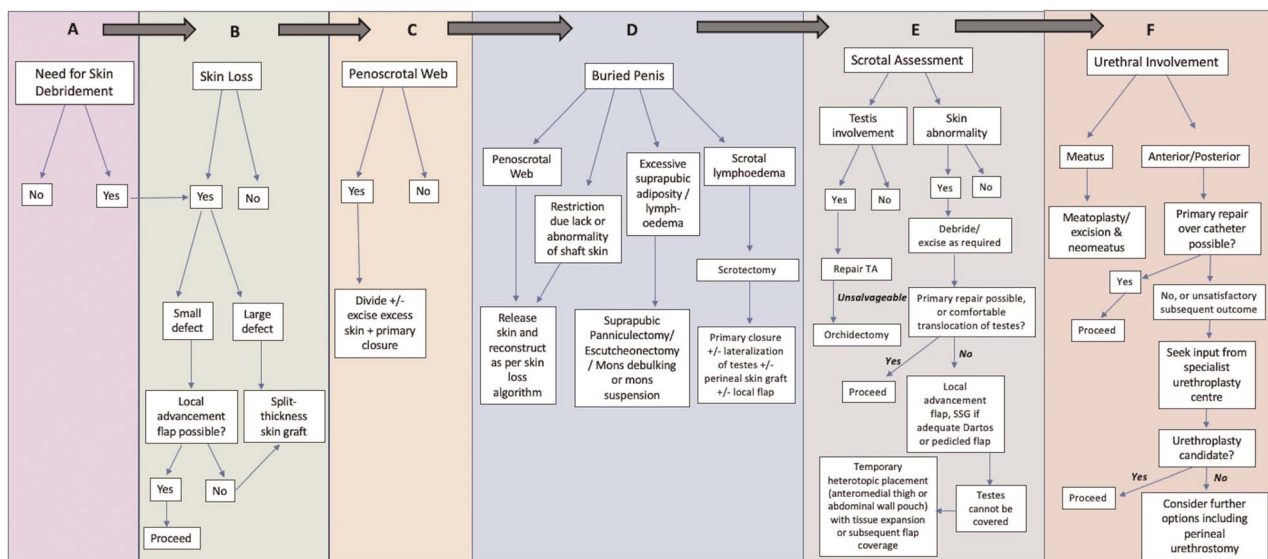 A
B
C
D
E
F
Need for Skin
Debridement
No
Yes
Skin Loss
Yes
No
Small
defect
Large
defect
Local
advancement
flap possible?
Split-
thickness
skin graft
Yes
No
Proceed
Penoscrotal Web
Yes
No
Divide +/-
excise excess
skin + primary
closure
Buried Penis
Penoscrotal
Web
Restriction
due lack or
abnormality
of shaft skin
Excessive
suprapubic
adiposity /
lymph-
oedema
Scrotal
lymphoedema
Scrotectomy
Release
skin and
reconstruct
as per skin
loss
algorithm
Suprapubic
Panniculectomy/
Escutcheonectomy
/ Mons debulking
or mons
suspension
Primary closure
+/- lateralization
of testes +/-
perineal skin graft
+/- local flap
Scrotal Assessment
Testis
involvement
Skin
abnormality
Yes
No
Yes
No
Repair TA
Unsalvageable
Orchidectomy
Debride/
excise as required
Primary repair possible,
or comfortable
translocation of testes?
Yes
No
Proceed
Local
advancement
flap, SSG if
adequate Dartos
or pedicled flap
Testes
cannot be
covered
Temporary
heterotopic placement
(anteromedial thigh or
abdominal wall pouch)
with tissue expansion
or subsequent flap
coverage
Urethral Involvement
Meatus
Anterior/Posterior
Meatoplasty/
excision &
neomeatus
Primary repair
over catheter
possible?
Yes
Proceed
No, or unsatisfactory
subsequent outcome
Seek input from
specialist
urethroplasty
centre
Urethroplasty
candidate?
Yes
No
Proceed
Consider further
options including
perineal
urethrostomy